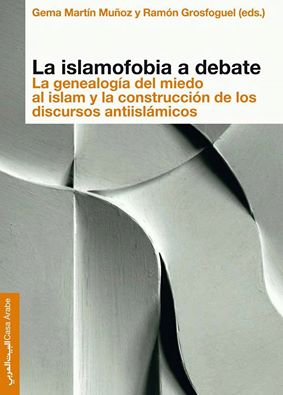 Gema Martín Muñoz y Ramón Grosfoguel (eds.)
La islamofobia a debate
La genealogía del miedo
al islam y la construcción de los
discursos antiislámicos
البيت العربي Casa Árabe